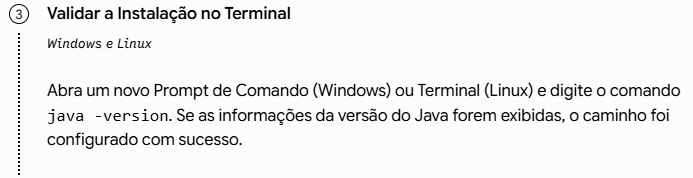 3 Validar a Instalação no Terminal
Windows e Linux
Abra um novo Prompt de Comando (Windows) ou Terminal (Linux) e digite o comando
java -version. Se as informações da versão do Java forem exibidas, o caminho foi
configurado com sucesso.